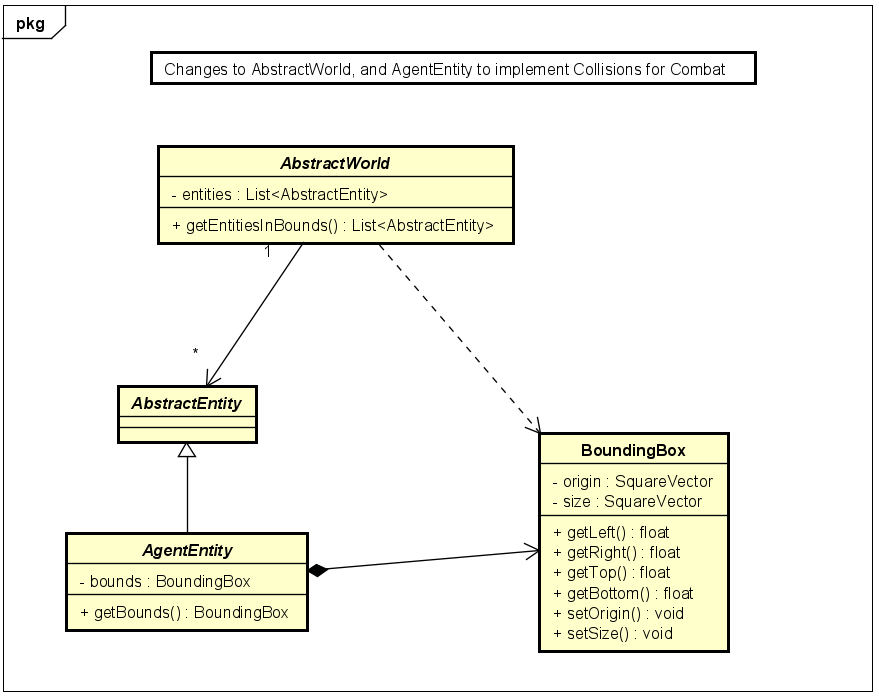 pkg
Changes to AbstractWorld, and AgentEntity to implement Collisions for Combat
AbstractWorld
- entities : List<AbstractEntity>
+ getEntitiesInBounds() : List<AbstractEntity>
1
*
AbstractEntity
BoundingBox
- origin : SquareVector
- size : SquareVector
+ getLeft() : float
+ getRight() : float
+ getTop() : float
+ getBottom() : float
+ setOrigin() : void
+ setSize() : void
AgentEntity
- bounds : BoundingBox
+ getBounds() : BoundingBox